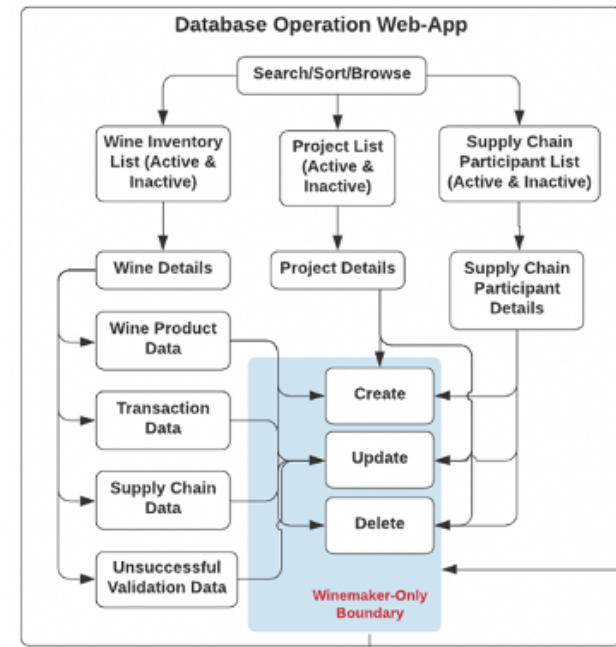 Database Operation Web-App
Search/Sort/Browse
Wine Inventory
List (Active &
Inactive)
Project List
(Active &
Inactive)
Supply Chain
Participant List
(Active & Inactive)
Wine Details
Project Details
Supply Chain
Participant
Details
Wine Product
Data
Transaction
Data
Supply Chain
Data
Unsuccessful
Validation Data
Create
Update
Delete
Winemaker-Only
Boundary